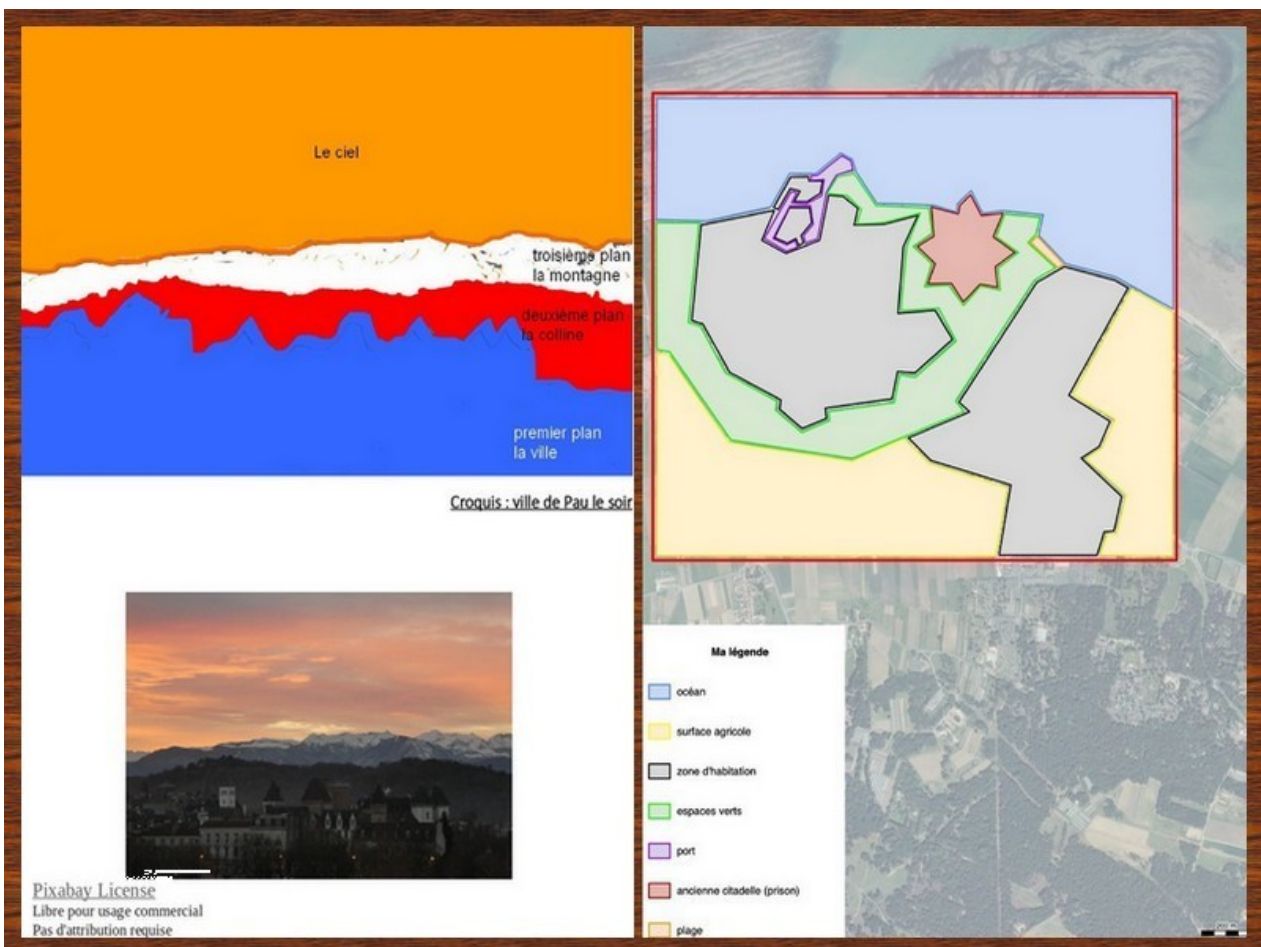 Le ciel
troisième plan
la montagne
deuxième plan
la colline
premier plan
la ville
Croquis : ville de Pau le soir
Pixabay License
Libre pour usage commercial
Pas d'attribution requise
Ma légende
océan
surface agricole
zone d'habitation
espaces verts
port
ancienne citadelle (prison)
plage